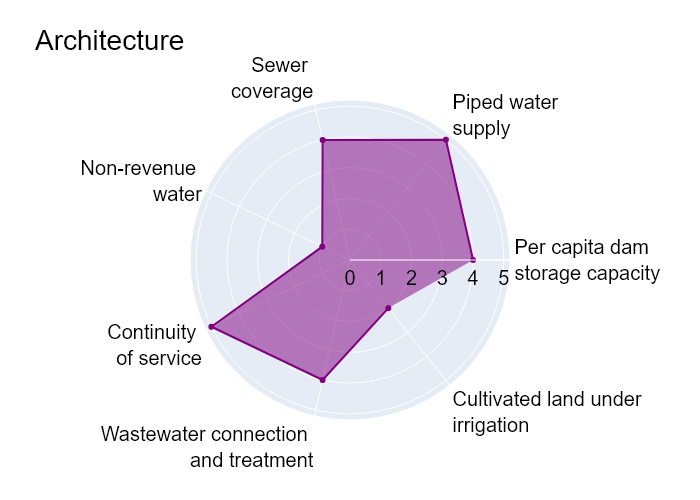 Architecture
Sewer
coverage
Piped water
supply
Non-revenue
water
Per capita dam
storage capacity
0 1 2 3 4 5
Continuity
of service
Cultivated land under
irrigation
Wastewater connection
and treatment